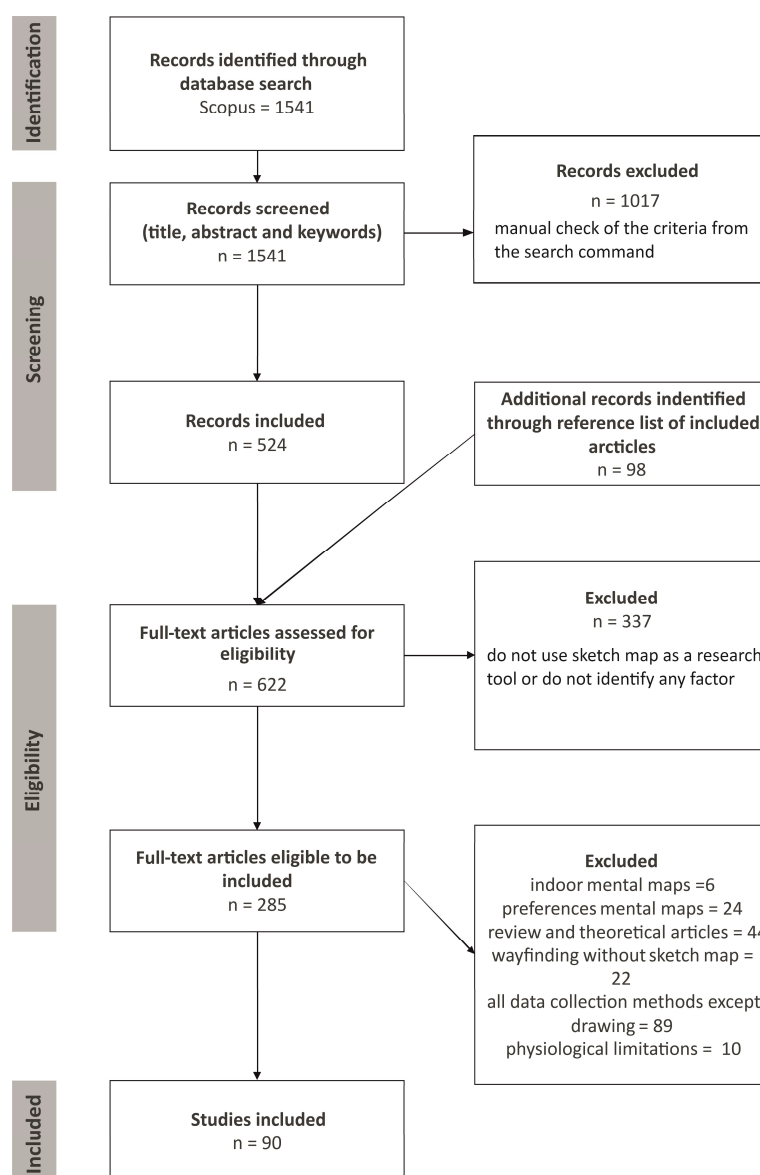 Identification
Records identified through
database search
Scopus = 1541
Screening
Records screened
(title, abstract and keywords)
n = 1541
Records excluded
n = 1017
manual check of the criteria from
the search command
Records included
n = 524
Additional records indentified
through reference list of included
arcticles
n = 98
Eligibility
Full-text articles assessed for
eligibility
n = 622
Excluded
n = 337
do not use sketch map as a research
tool or do not identify any factor
Full-text articles eligible to be
included
n = 285
Excluded
indoor mental maps =6
preferences mental maps = 24
review and theoretical articles = 44
wayfinding without sketch map =
22
all data collection methods except
drawing = 89
physiological limitations = 10
Included
Studies included
n = 90